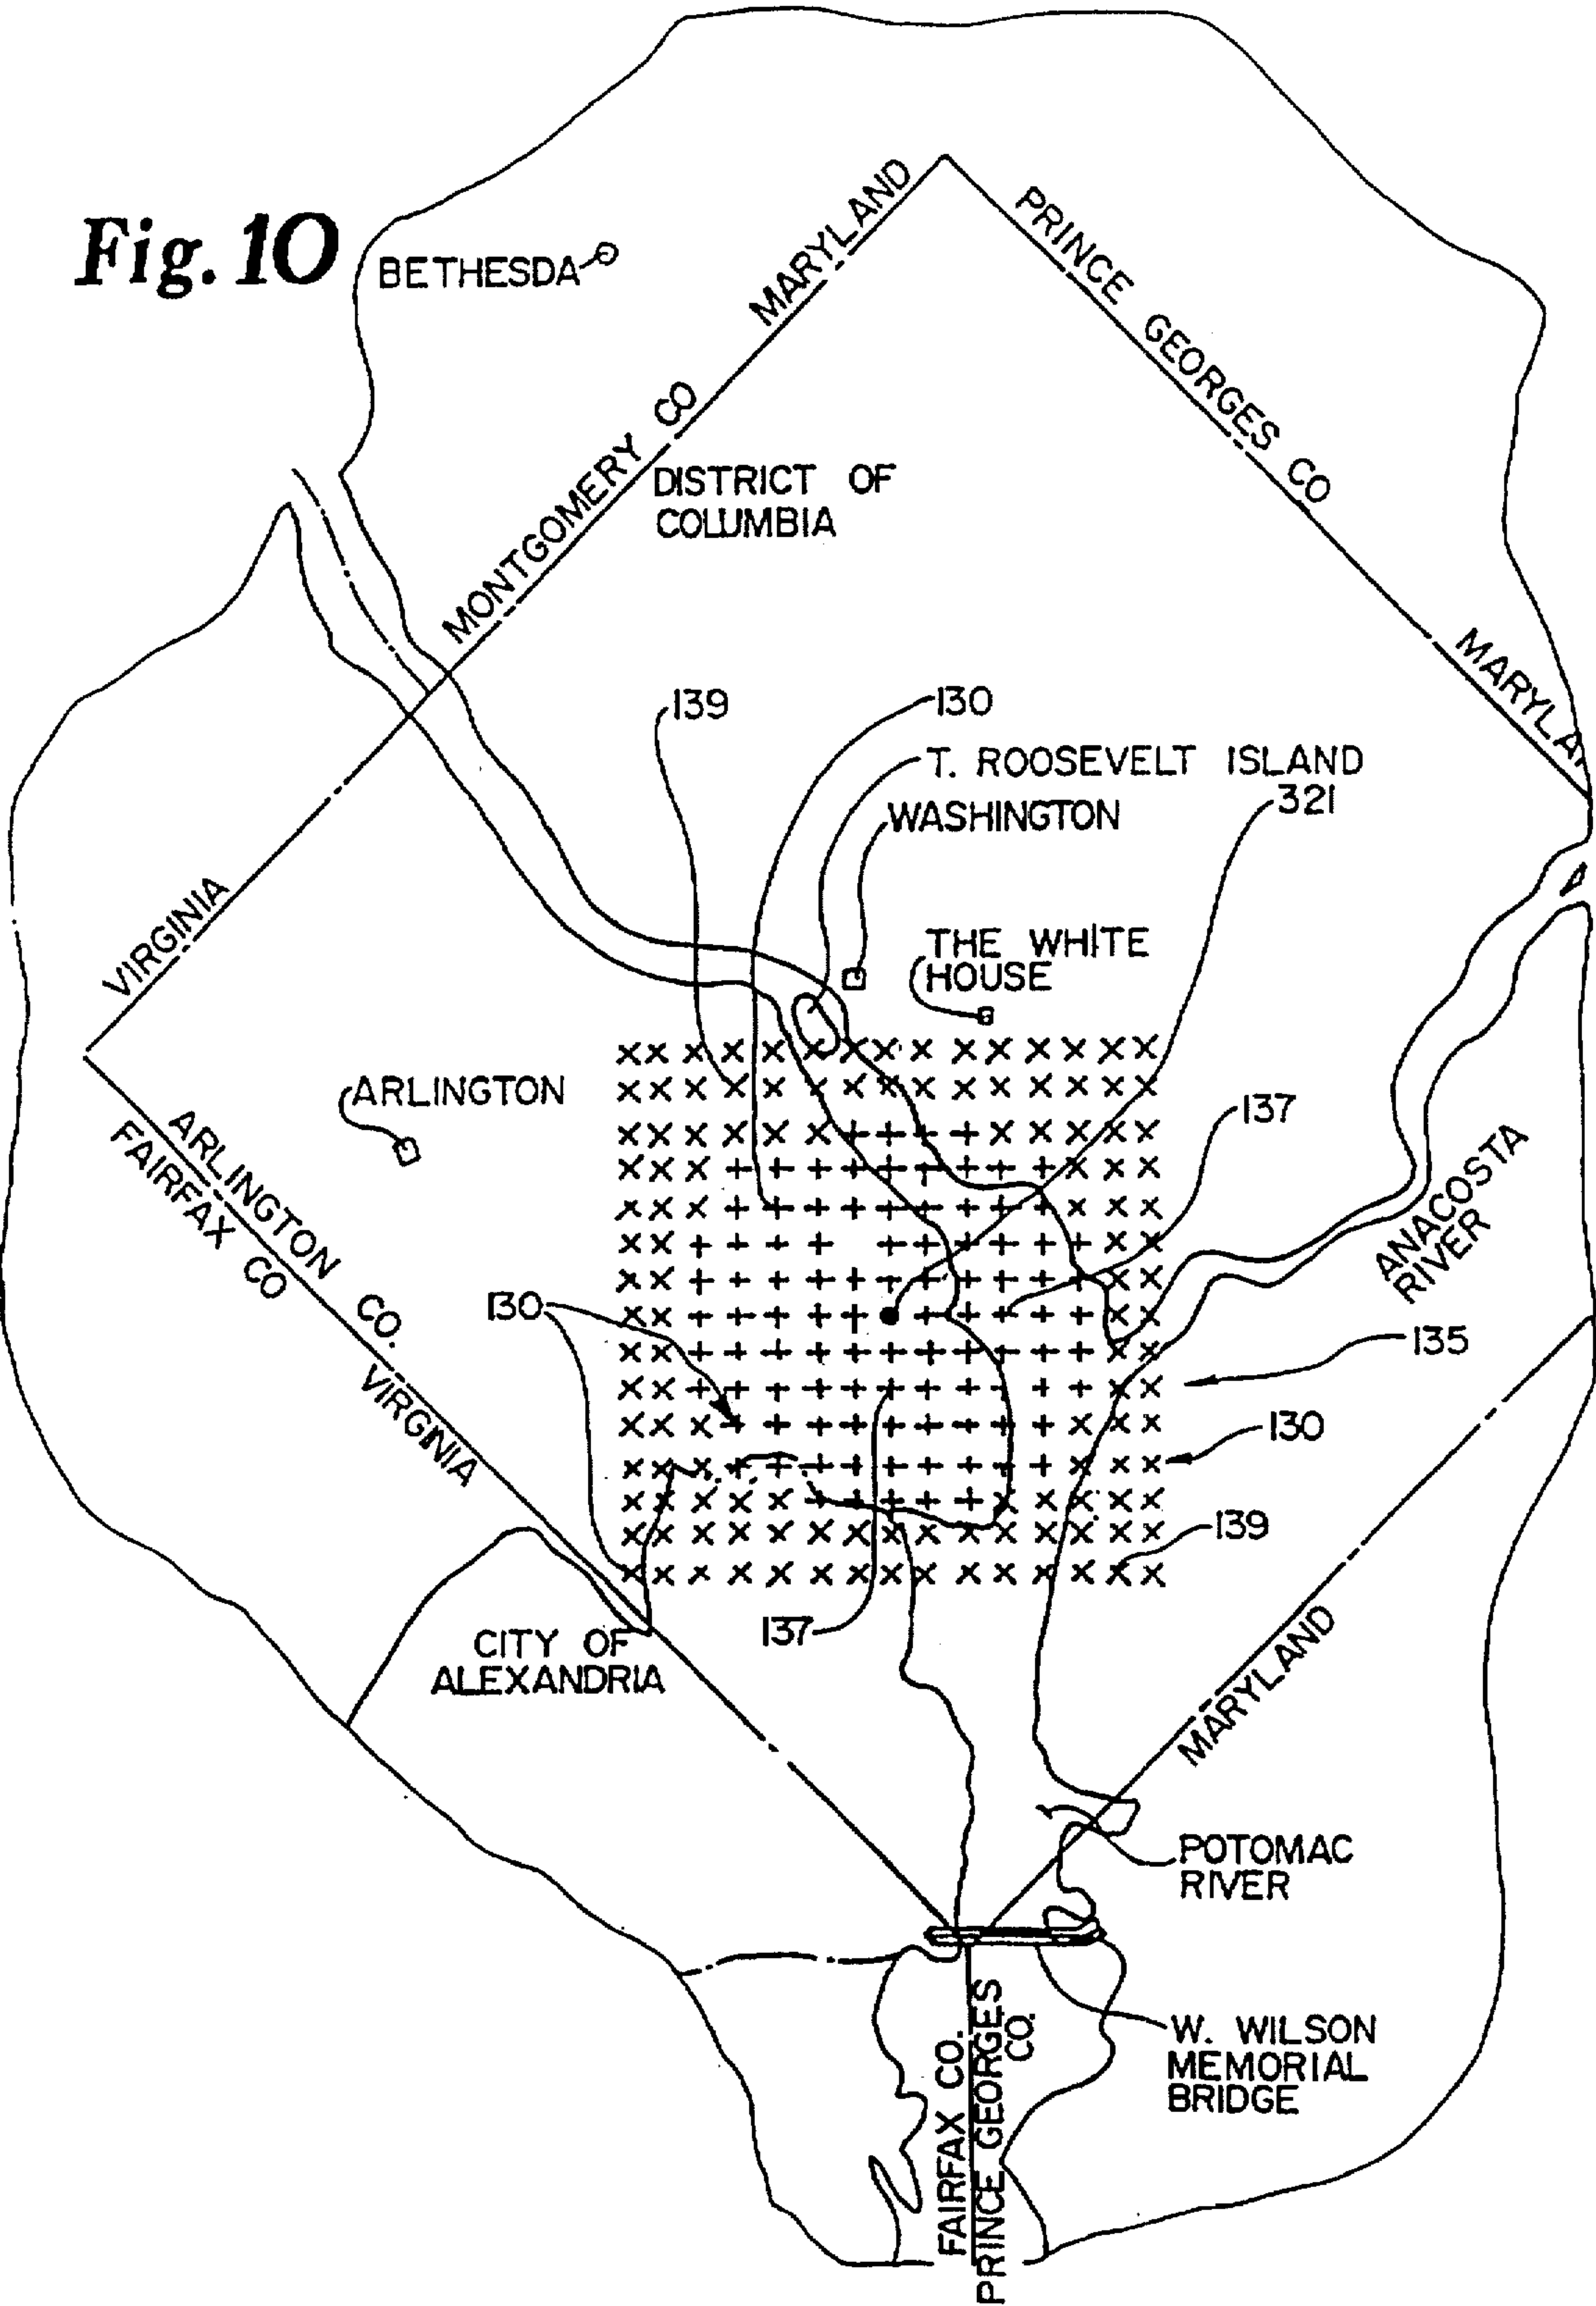 Fig. 10
BETHESDA
MARYLAND
PRINCE GEORGES CO
MONTGOMERY CO
DISTRICT OF
COLUMBIA
MARYLA
139
130
T. ROOSEVELT ISLAND
321
WASHINGTON
VIRGINIA
THE WHITE
HOUSE
ARLINGTON
137
ARLINGTON CO.
FAIRFAX CO
VIRGINIA
ANACOSTA
RIVER
130
135
130
139
137
CITY OF
ALEXANDRIA
MARYLAND
POTOMAC
RIVER
W. WILSON
MEMORIAL
BRIDGE
FAIRFAX CO.
PRINCE GEORGES
CO.